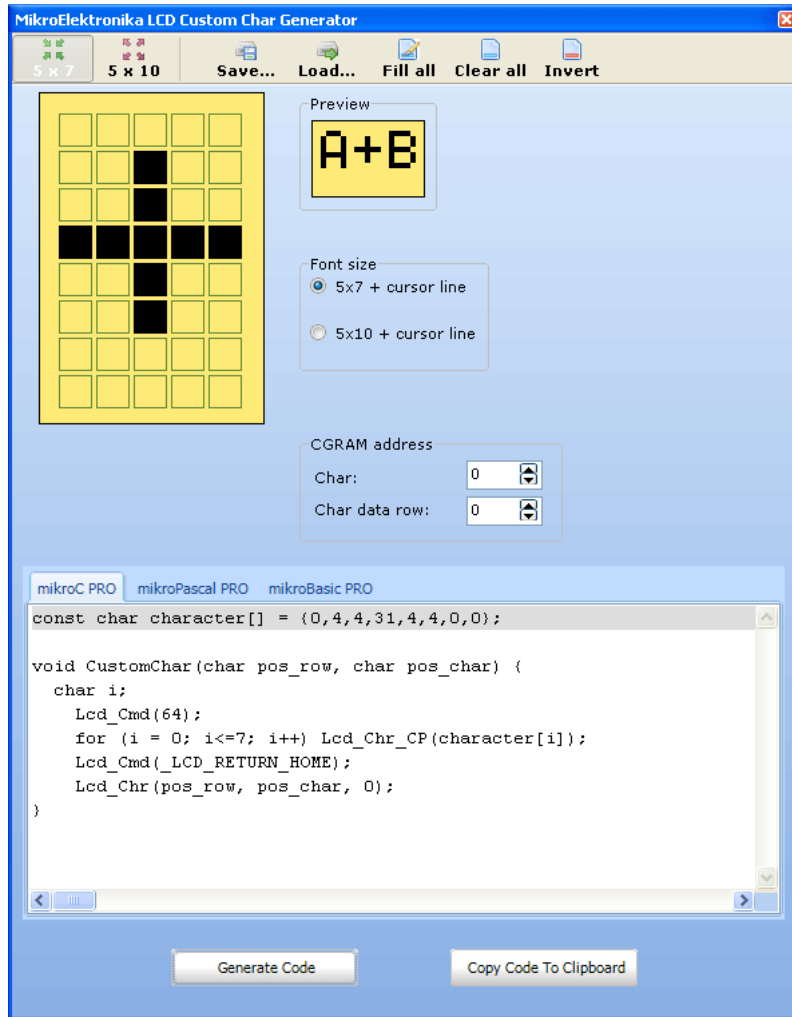 MikroElektronika LCD Custom Char Generator
5 x 7 5 x 10 Save... Load... Fill all Clear all Invert
Preview
A+B
Font size
5x7 + cursor line
5x10 + cursor line
CGRAM address
Char: 0
Char data row: 0
mikroC PRO mikroPascal PRO mikroBasic PRO
const char character[] = {0,4,4,31,4,4,0,0};
void CustomChar(char pos_row, char pos_char) {
char i;
Lcd_Cmd(64);
for (i = 0; i<=7; i++) Lcd_Chr_CP(character[i]);
Lcd_Cmd(_LCD_RETURN_HOME);
Lcd_Chr(pos_row, pos_char, 0);
}
Generate Code Copy Code To Clipboard